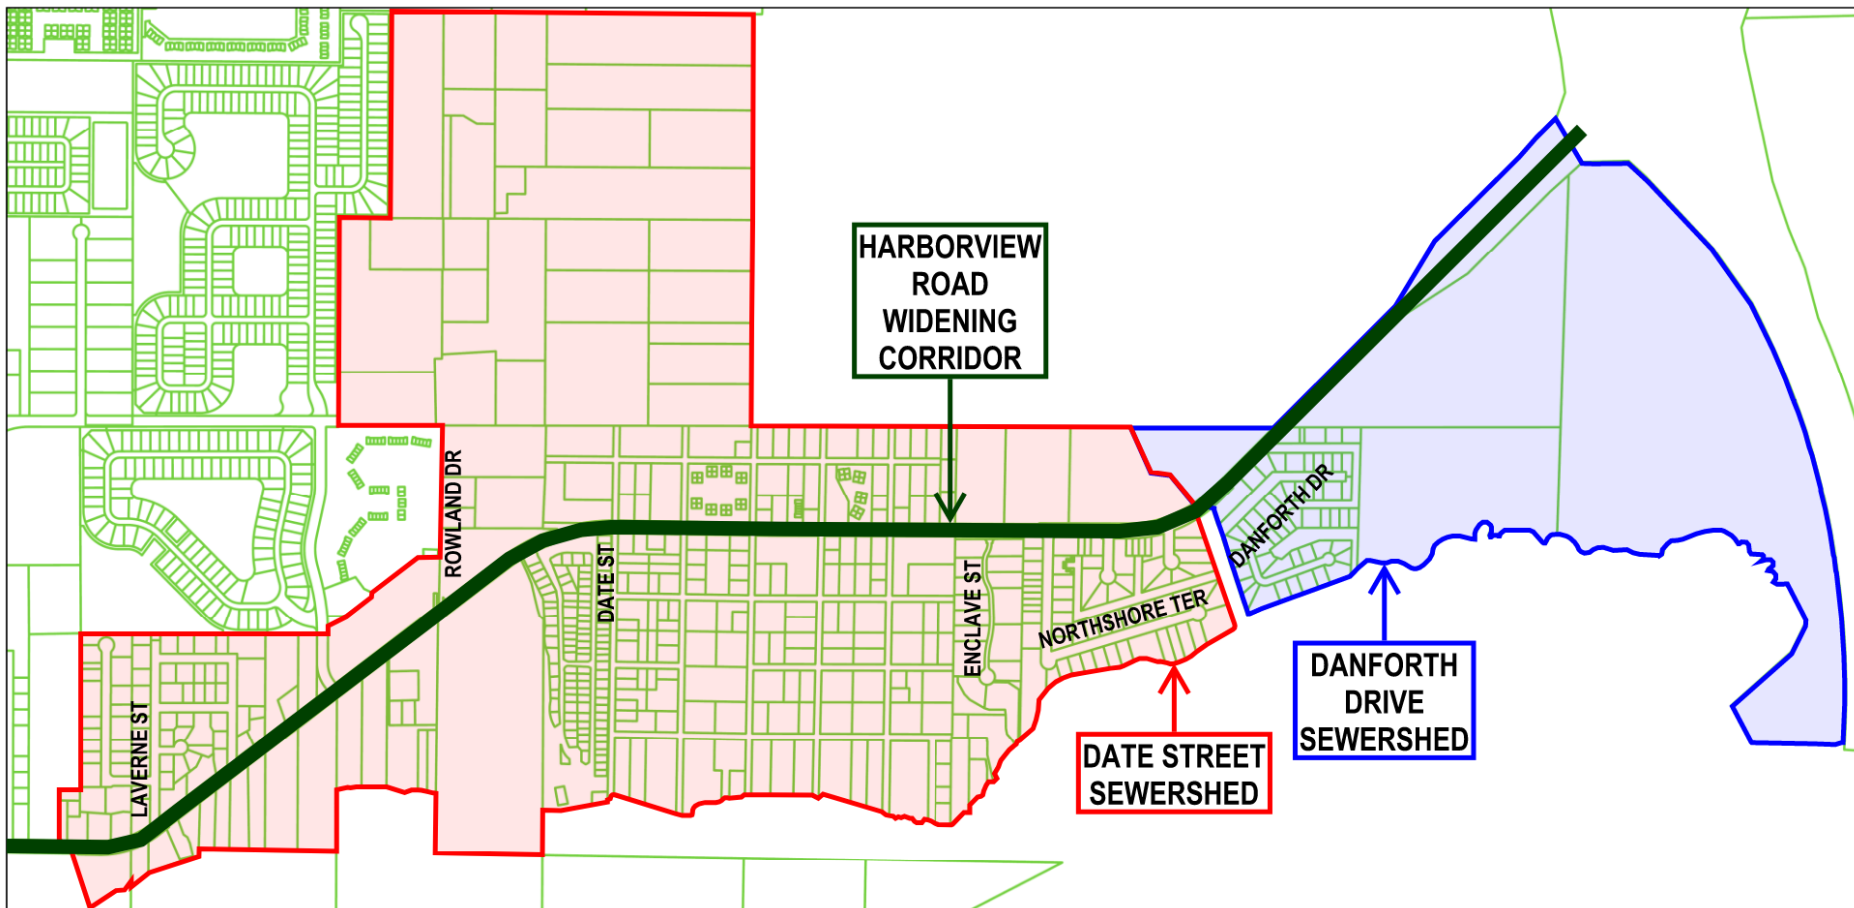 HARBORVIEW
ROAD
WIDENING
CORRIDOR
ROWLAND DR
DATE ST
ENCLAVE ST
NORTHSHORE TER
DANFORTH DR
LAVERNE ST
DATE STREET
SEWERSHED
DANFORTH
DRIVE
SEWERSHED